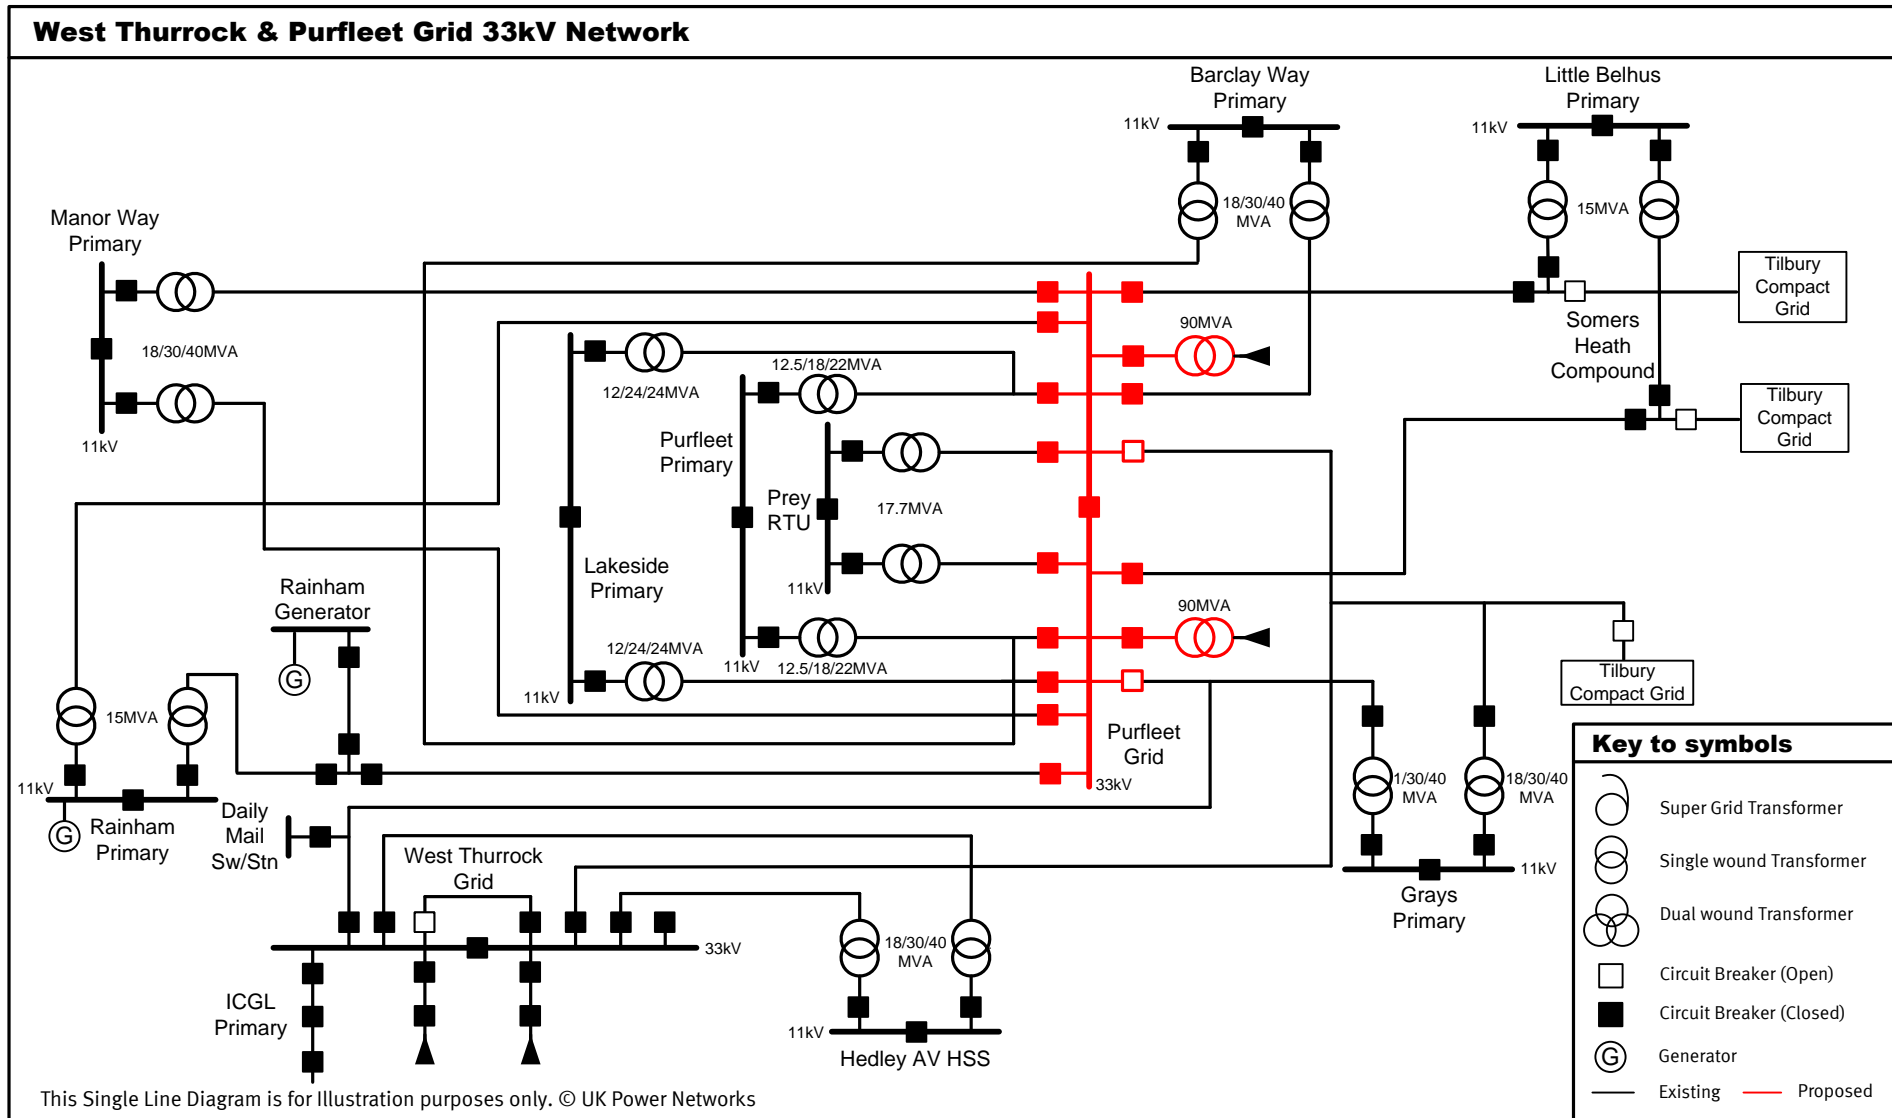 West Thurrock & Purfleet Grid 33kV Network
Barclay Way
Primary
11kV
18/30/40
MVA
Little Belhus
Primary
11kV
15MVA
Manor Way
Primary
18/30/40MVA
11kV
Tilbury
Compact
Grid
Somers
Heath
Compound
Tilbury
Compact
Grid
90MVA
12/24/24MVA
12.5/18/22MVA
Purfleet
Primary
Prey
RTU
17.7MVA
11kV
Lakeside
Primary
Rainham
Generator
G
90MVA
12/24/24MVA
11kV
12.5/18/22MVA
11kV
Tilbury
Compact Grid
Purfleet
Grid
33kV
15MVA
11kV
G
Rainham
Primary
Daily
Mail
Sw/Stn
West Thurrock
Grid
33kV
1/30/40
MVA
18/30/40
MVA
11kV
Grays
Primary
18/30/40
MVA
11kV
Hedley AV HSS
ICGL
Primary
Key to symbols
Super Grid Transformer
Single wound Transformer
Dual wound Transformer
Circuit Breaker (Open)
Circuit Breaker (Closed)
G
Generator
Existing
Proposed
This Single Line Diagram is for Illustration purposes only. © UK Power Networks